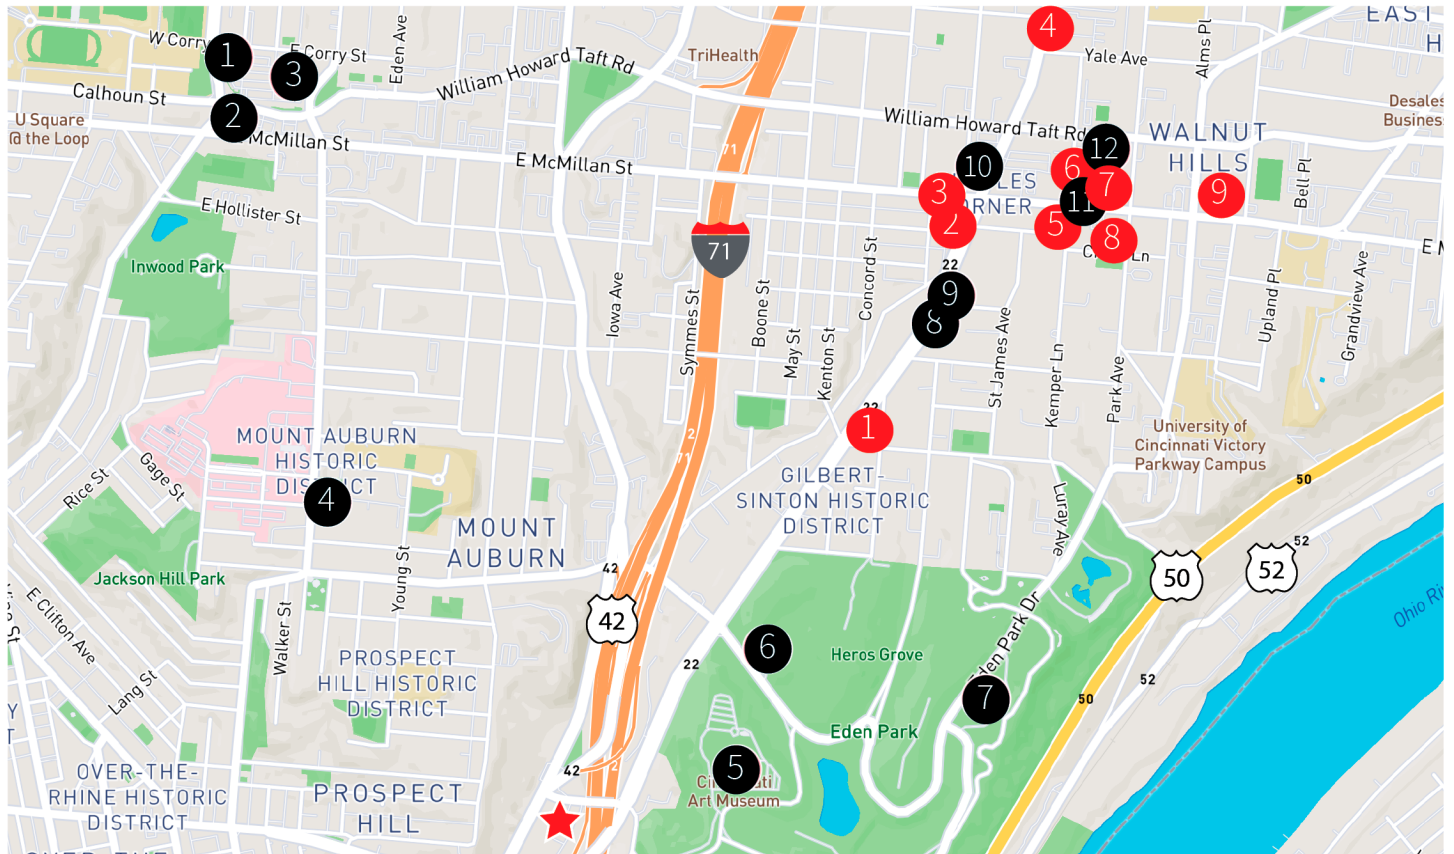 EAST
H
4
W Corry
1
E Corry St
3
Eden Ave
TriHealth
Yale Ave
Alms Pl
William Howard Taft Rd
Calhoun St
2
U Square
@ the Loop
McMillan St
E McMillan St
71
William Howard Taft Rd
12
WALNUT
HILLS
Desales
Business
10
6
7
11
3
2
5
8
9
Bell Pl
E Hollister St
Ln
22
71
Inwood Park
9
8
Iowa Ave
Symmes St
Boone St
May St
Kenton St
Concord St
St James Ave
Kemper Ln
Park Ave
Upland Pl
Grandview Ave
22
1
2
71
MOUNT AUBURN
HISTORIC
4
Rice St
Gage St
GILBERT-
SINTON HISTORIC
DISTRICT
University of
Cincinnati Victory
Parkway Campus
50
Luray Ave
MOUNT
AUBURN
52
50
52
42
42
Jackson Hill Park
Young St
Walker St
E Clifton Ave
Lang St
PROSPECT
HILL HISTORIC
DISTRICT
22
6
Heros Grove
Eden Park Dr
7
50
52
Eden Park
5
Art Museum
42
2
OVER-THE-
RHINE HISTORIC
DISTRICT
PROSPECT
HILL